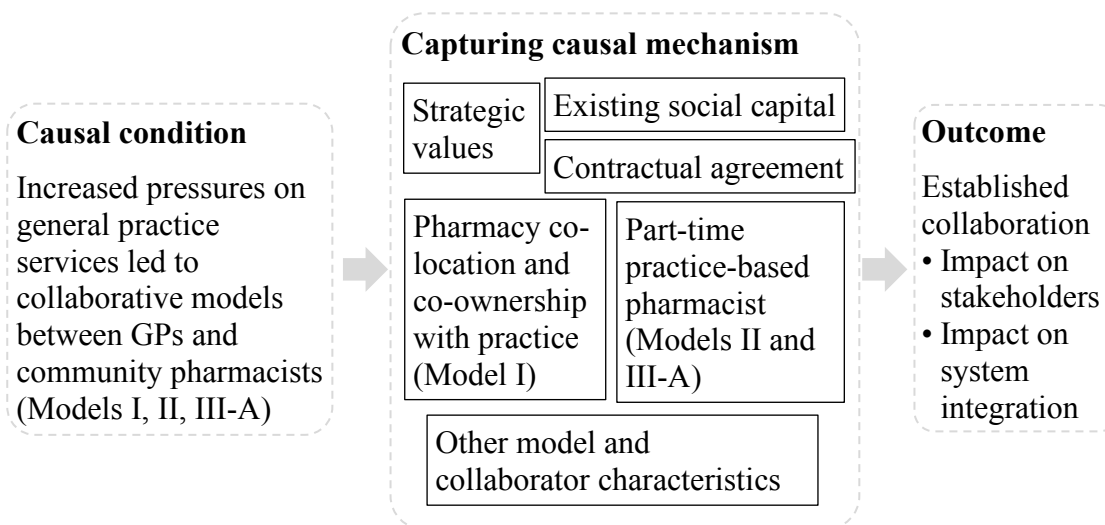 Causal condition
Increased pressures on
general practice
services led to
collaborative models
between GPs and
community pharmacists
(Models I, II, III-A)
Capturing causal mechanism
Strategic
values
Existing social capital
Contractual agreement
Pharmacy co-
location and
co-ownership
with practice
(Model I)
Part-time
practice-based
pharmacist
(Models II and
III-A)
Other model and
collaborator characteristics
Outcome
Established
collaboration
• Impact on
stakeholders
• Impact on
system
integration